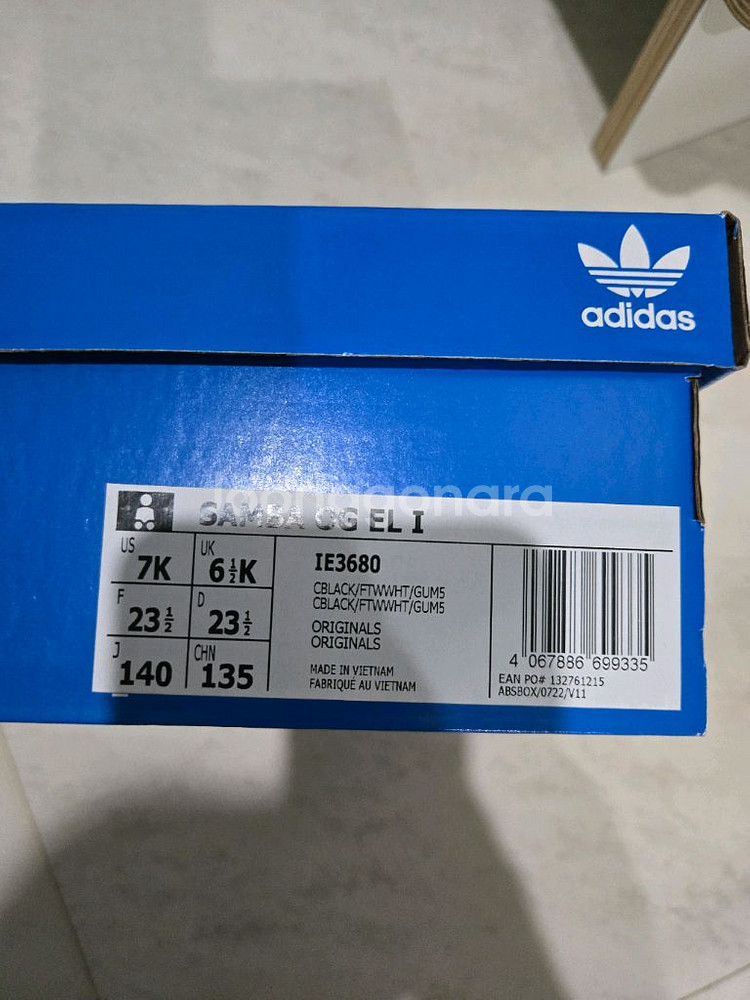 adidas
joongonara
SAMBA OG EL I
US 7K
UK 6½K
F 23½
D 23½
J 140
CHN 135
IE3680
CBLACK/FTWWHT/GUM5
CBLACK/FTWWHT/GUM5
ORIGINALS
ORIGINALS
MADE IN VIETNAM
FABRIQUÉ AU VIETNAM
4 067886 699335
EAN PO# 132761215
ABSBOX/0722/V11